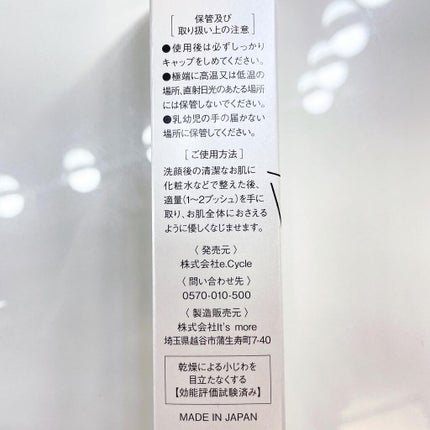 保管及び
取り扱い上の注意
●使用後は必ずしっかり
キャップをしめてください。
●極端に高温又は低温の
場所、直射日光のあたる場所
には保管しないでください。
●乳幼児の手の届かない
場所に保管してください。
[ご使用方法]
洗顔後の清潔なお肌に
化粧水などで整えた後、
適量(1〜2プッシュ)を手に
取り、お肌全体におさえる
ように優しくなじませます。
〈発売元〉
株式会社e.Cycle
〈問い合わせ先〉
0570-010-500
〈製造販売元〉
株式会社It's more
埼玉県越谷市蒲生寿町7-40
乾燥による小じわを
目立たなくする
【効能評価試験済み】
MADE IN JAPAN